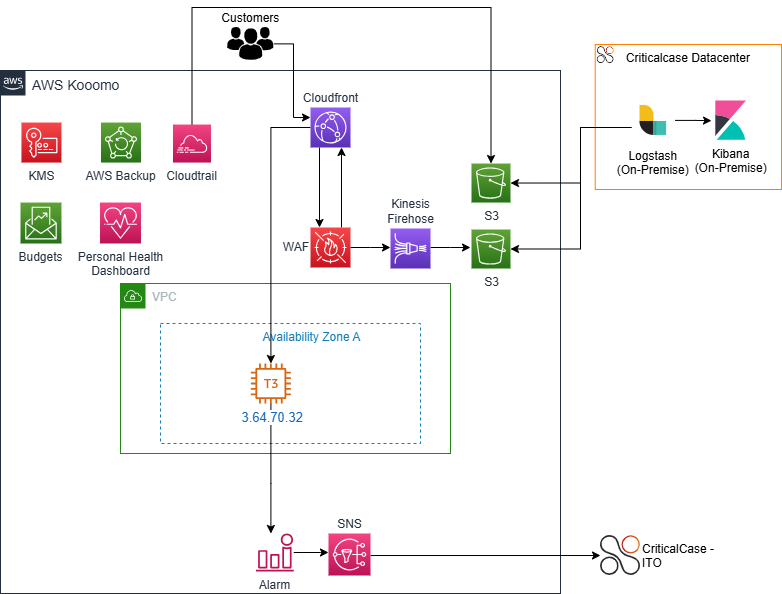 Customers
aws
AWS Kooomo
Criticalcase Datacenter
Cloudfront
Logstash
(On-Premise)
Kibana
(On-Premise)
KMS
AWS Backup
Cloudtrail
Kinesis
Firehose
S3
WAF
Budgets
Personal Health
Dashboard
S3
VPC
Availability Zone A
T3
3.64.70.32
SNS
CriticalCase -
ITO
Alarm